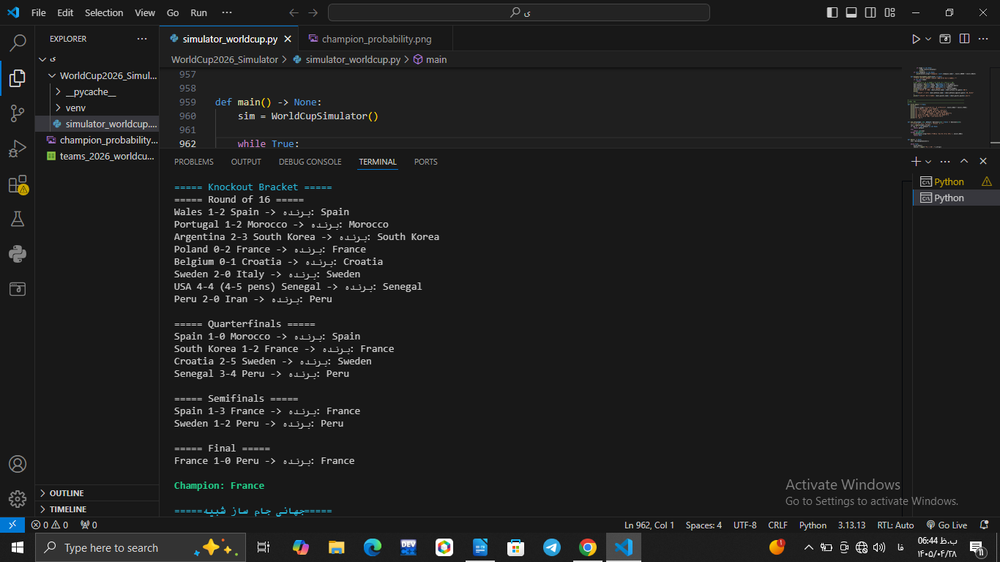 File Edit Selection View Go Run ···
ی
EXPLORER
simulator_worldcup.py
champion_probability.png
ی
WorldCup2026_Simul...
__pycache__
venv
simulator_worldcup....
champion_probability...
teams_2026_worldcu...
OUTLINE
TIMELINE
WorldCup2026_Simulator > simulator_worldcup.py > main
957
958
959 def main() -> None:
960 sim = WorldCupSimulator()
961
962 while True:
PROBLEMS OUTPUT DEBUG CONSOLE TERMINAL PORTS
Python
Python
===== Knockout Bracket =====
===== Round of 16 =====
Wales 1-2 Spain -> برنده: Spain
Portugal 1-2 Morocco -> برنده: Morocco
Argentina 2-3 South Korea -> برنده: South Korea
Poland 0-2 France -> برنده: France
Belgium 0-1 Croatia -> برنده: Croatia
Sweden 2-0 Italy -> برنده: Sweden
USA 4-4 (4-5 pens) Senegal -> برنده: Senegal
Peru 2-0 Iran -> برنده: Peru
===== Quarterfinals =====
Spain 1-0 Morocco -> برنده: Spain
South Korea 1-2 France -> برنده: France
Croatia 2-5 Sweden -> برنده: Sweden
Senegal 3-4 Peru -> برنده: Peru
===== Semifinals =====
Spain 1-3 France -> برنده: France
Sweden 1-2 Peru -> برنده: Peru
===== Final =====
France 1-0 Peru -> برنده: France
Champion: France
=====شبیه ساز جام جهانی=====
Activate Windows
Go to Settings to activate Windows.
0 0 0
Ln 962, Col 1 Spaces: 4 UTF-8 CRLF Python 3.13.13 RTL: Auto Go Live
Type here to search
DEV
1
فا
06:44 ب.ظ
۱۴۰۵/۰۴/۲۸
11